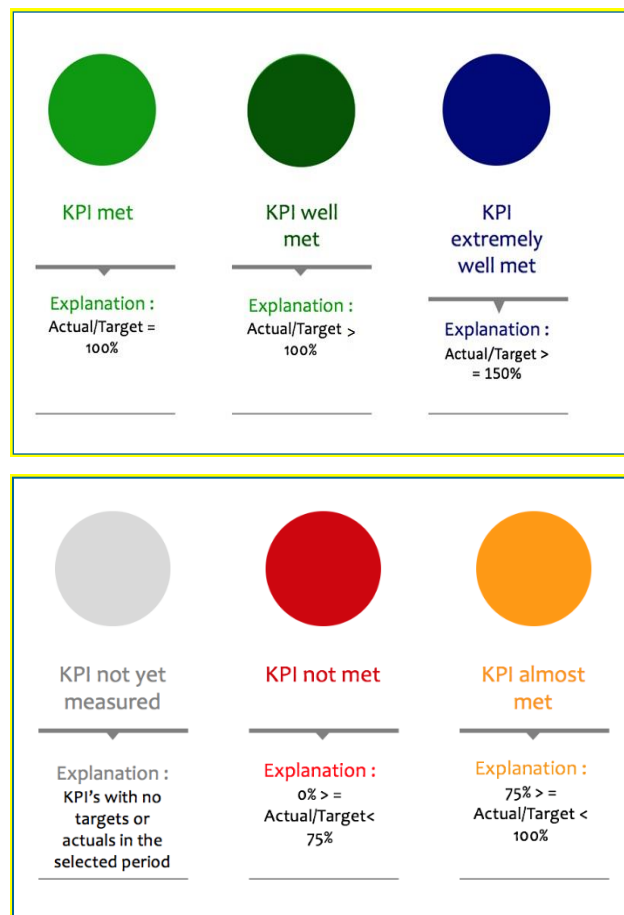 KPI met
Explanation :
Actual/Target =
100%
KPI well
met
Explanation :
Actual/Target >
100%
KPI
extremely
well met
Explanation :
Actual/Target >
= 150%
KPI not yet
measured
Explanation :
KPI's with no
targets or
actuals in the
selected period
KPI not met
Explanation :
0% > =
Actual/Target<
75%
KPI almost
met
Explanation :
75% > =
Actual/Target <
100%